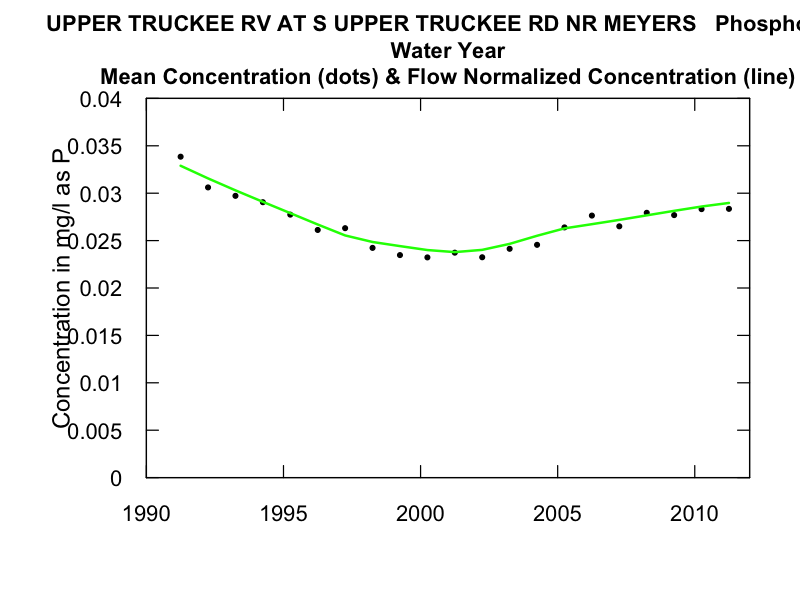 UPPER TRUCKEE RV AT S UPPER TRUCKEE RD NR MEYERS Phospho
Water Year
Mean Concentration (dots) & Flow Normalized Concentration (line)
Concentration in mg/l as P
0.04
0.035
0.03
0.025
0.02
0.015
0.01
0.005
0
1990 1995 2000 2005 2010